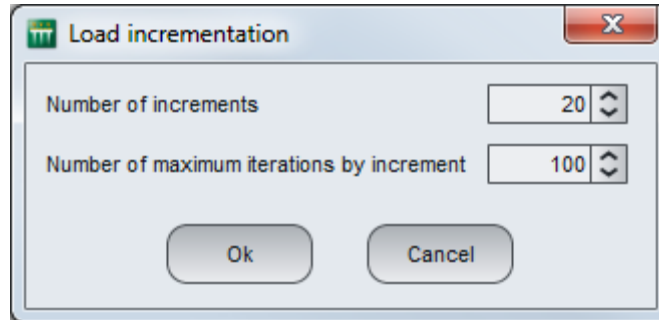 Load incrementation
Number of increments 20
Number of maximum iterations by increment 100
Ok Cancel